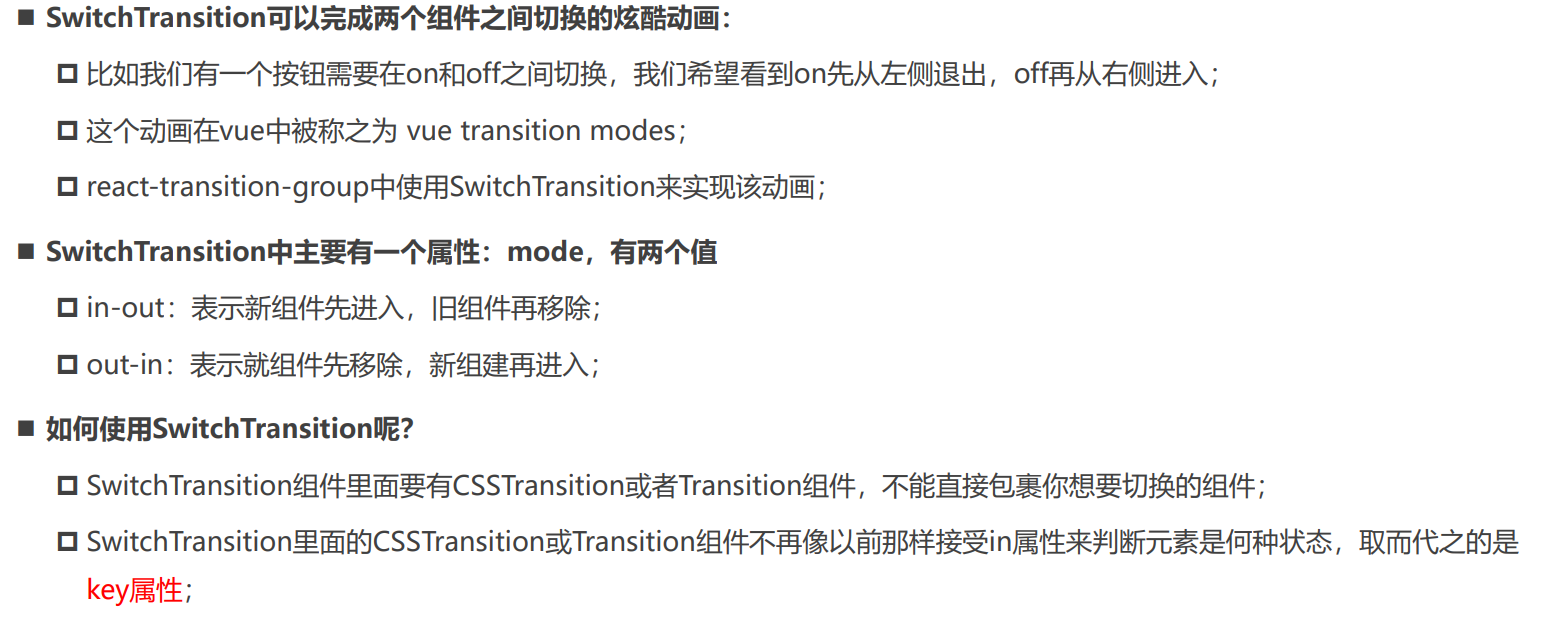 SwitchTransition可以完成两个组件之间切换的炫酷动画：
比如我们有一个按钮需要在on和off之间切换，我们希望看到on先从左侧退出，off再从右侧进入；
这个动画在vue中被称之为 vue transition modes；
react-transition-group中使用SwitchTransition来实现该动画；
SwitchTransition中主要有一个属性：mode，有两个值
in-out：表示新组件先进入，旧组件再移除；
out-in：表示就组件先移除，新组建再进入；
如何使用SwitchTransition呢？
SwitchTransition组件里面要有CSSTransition或者Transition组件，不能直接包裹你想要切换的组件；
SwitchTransition里面的CSSTransition或Transition组件不再像以前那样接受in属性来判断元素是何种状态，取而代之的是
key属性；